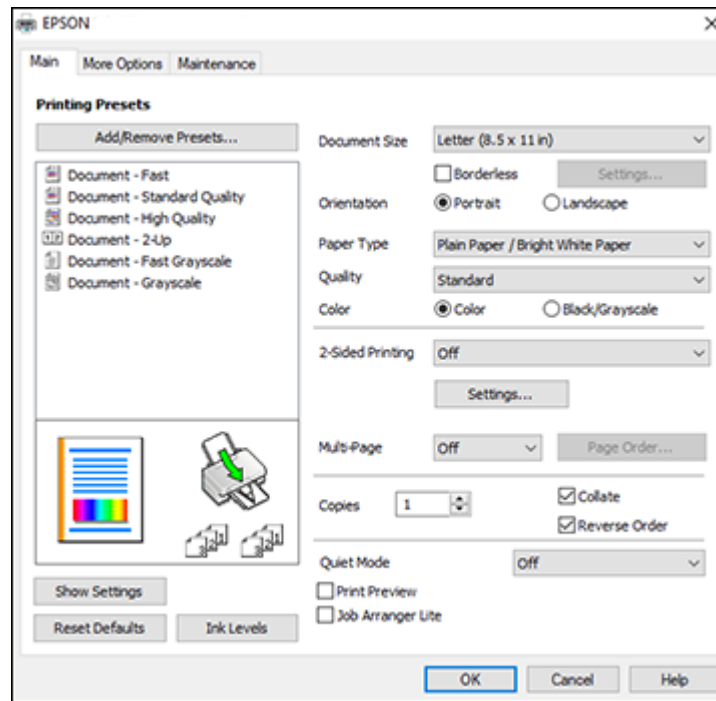 EPSON
Main More Options Maintenance
Printing Presets
Add/Remove Presets...
Document - Fast
Document - Standard Quality
Document - High Quality
Document - 2-Up
Document - Fast Grayscale
Document - Grayscale
Show Settings
Reset Defaults Ink Levels
Document Size Letter (8.5 x 11 in)
Borderless Settings...
Orientation Portrait Landscape
Paper Type Plain Paper / Bright White Paper
Quality Standard
Color Color Black/Grayscale
2-Sided Printing Off
Settings...
Multi-Page Off Page Order...
Copies 1 Collate
Reverse Order
Quiet Mode Off
Print Preview
Job Arranger Lite
OK Cancel Help